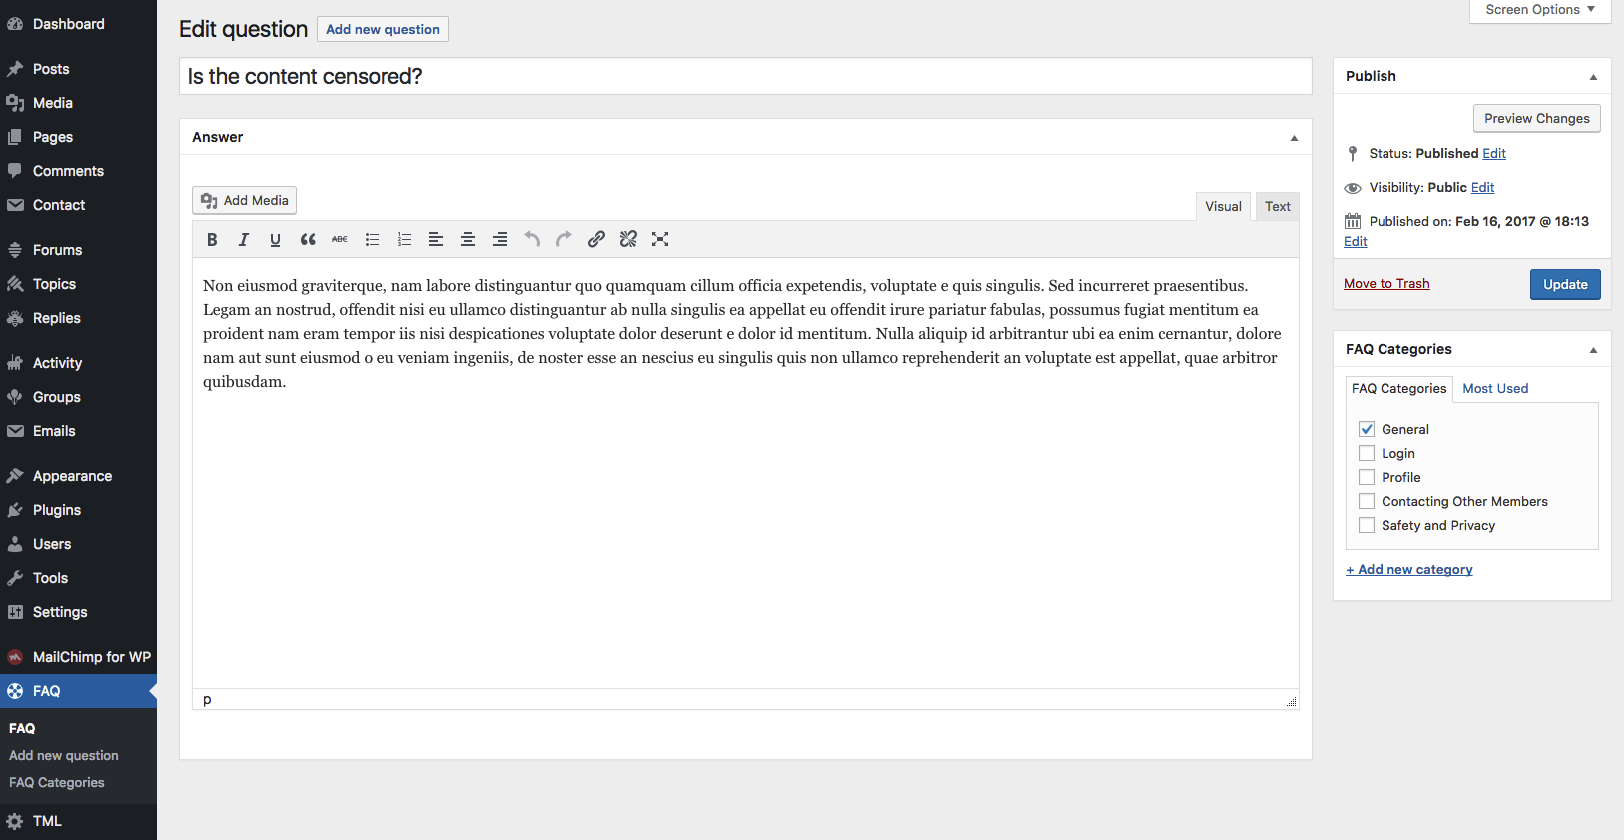 Dashboard
Posts
Media
Pages
Comments
Contact
Forums
Topics
Replies
Activity
Groups
Emails
Appearance
Plugins
Users
Tools
Settings
MailChimp for WP
FAQ
FAQ
Add new question
FAQ Categories
TML
Screen Options
Edit question Add new question
Is the content censored?
Answer
Add Media
Visual Text
B I U ABC
Non eiusmod graviterque, nam labore distinguantur quo quamquam cillum officia expetendis, voluptate e quis singulis. Sed incurreret praesentibus.
Legam an nostrud, offendit nisi eu ullamco distinguantur ab nulla singulis ea appellat eu offendit irure pariatur fabulas, possumus fugiat mentitum ea
proident nam eram tempor iis nisi despicationes voluptate dolor deserunt e dolor id mentitum. Nulla aliquip id arbitrantur ubi ea enim cernantur, dolore
nam aut sunt eiusmod o eu veniam ingeniis, de noster esse an nescius eu singulis quis non ullamco reprehenderit an voluptate est appellat, quae arbitror
quibusdam.
p
Publish
Preview Changes
Status: Published Edit
Visibility: Public Edit
Published on: Feb 16, 2017 @ 18:13
Edit
Move to Trash Update
FAQ Categories
FAQ Categories Most Used
General
Login
Profile
Contacting Other Members
Safety and Privacy
+ Add new category